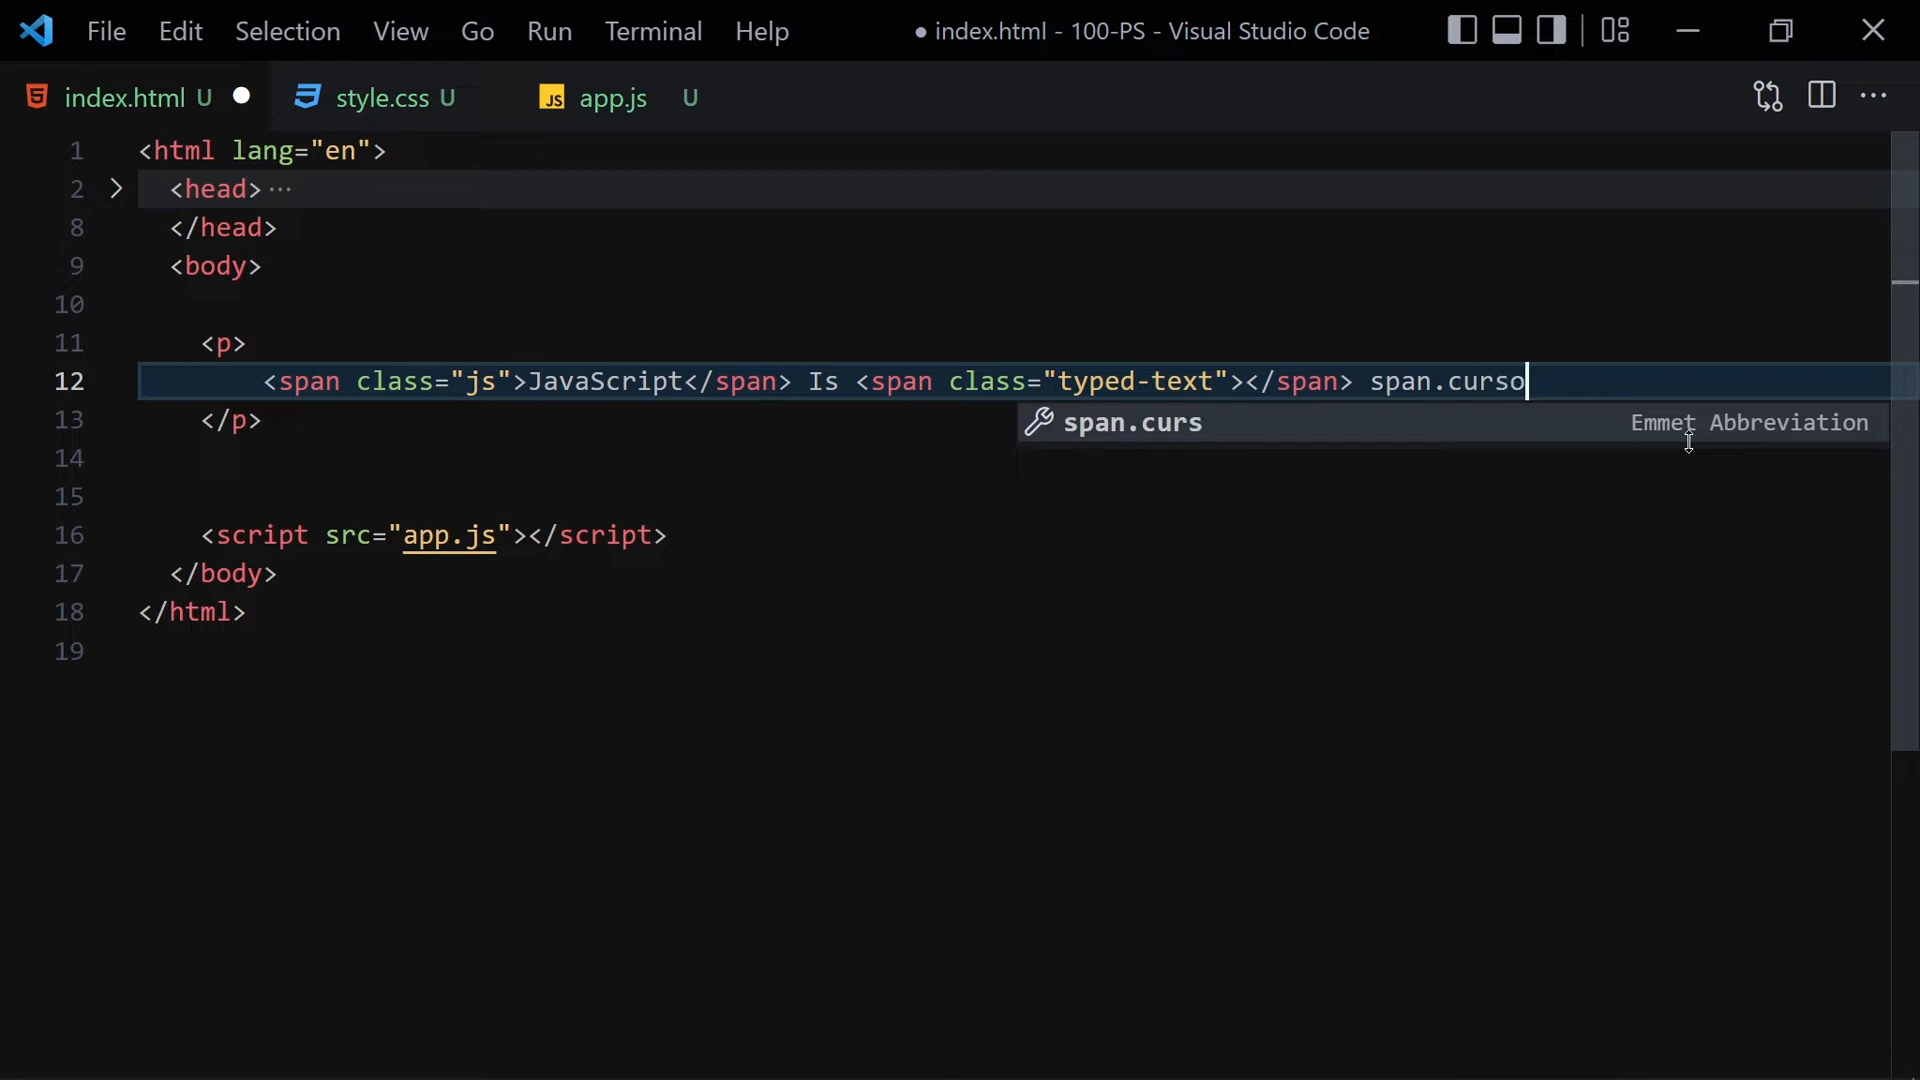 File Edit Selection View Go Run Terminal Help ● index.html - 100-PS - Visual Studio Code
index.html U ● style.css U JS app.js U ···
1 <html lang="en">
2 <head>···
8 </head>
9 <body>
10
11 <p>
12 <span class="js">JavaScript</span> Is <span class="typed-text"></span> span.curso
13 </p>
span.curs Emmet Abbreviation
14
15
16 <script src="app.js"></script>
17 </body>
18 </html>
19